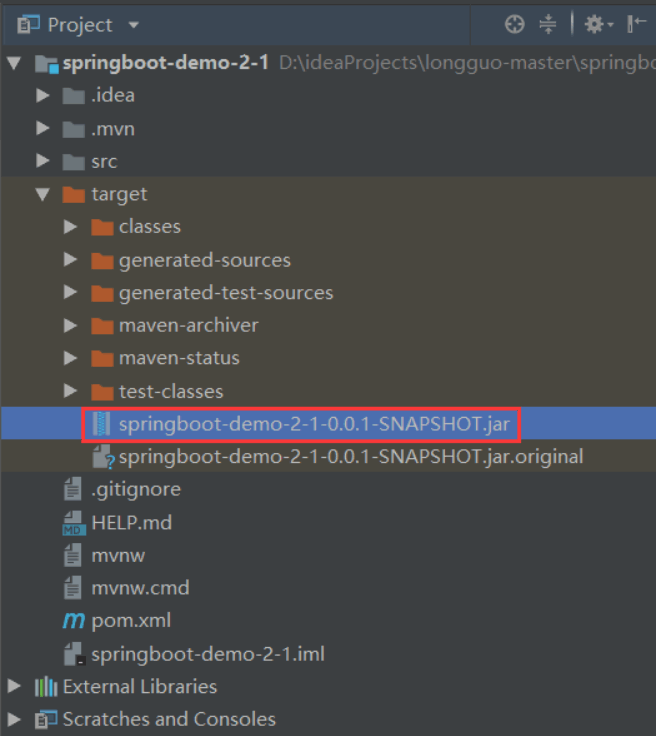 Project
springboot-demo-2-1 D:\ideaProjects\longguo-master\springbo
.idea
.mvn
src
target
classes
generated-sources
generated-test-sources
maven-archiver
maven-status
test-classes
springboot-demo-2-1-0.0.1-SNAPSHOT.jar
springboot-demo-2-1-0.0.1-SNAPSHOT.jar.original
.gitignore
MD HELP.md
mvnw
mvnw.cmd
m pom.xml
springboot-demo-2-1.iml
External Libraries
Scratches and Consoles